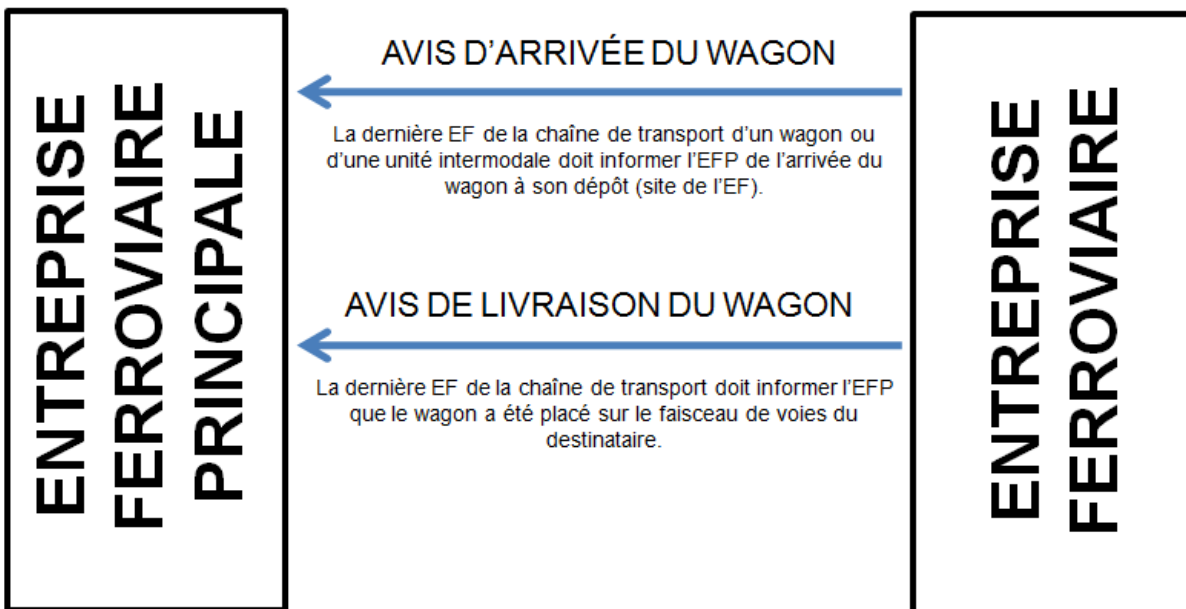 ENTREPRISE
FERROVIAIRE
PRINCIPALE
AVIS D'ARRIVÉE DU WAGON
La dernière EF de la chaîne de transport d'un wagon ou
d'une unité intermodale doit informer l'EFP de l'arrivée du
wagon à son dépôt (site de l'EF).
AVIS DE LIVRAISON DU WAGON
La dernière EF de la chaîne de transport doit informer l'EFP
que le wagon a été placé sur le faisceau de voies du
destinataire.
ENTREPRISE
FERROVIAIRE